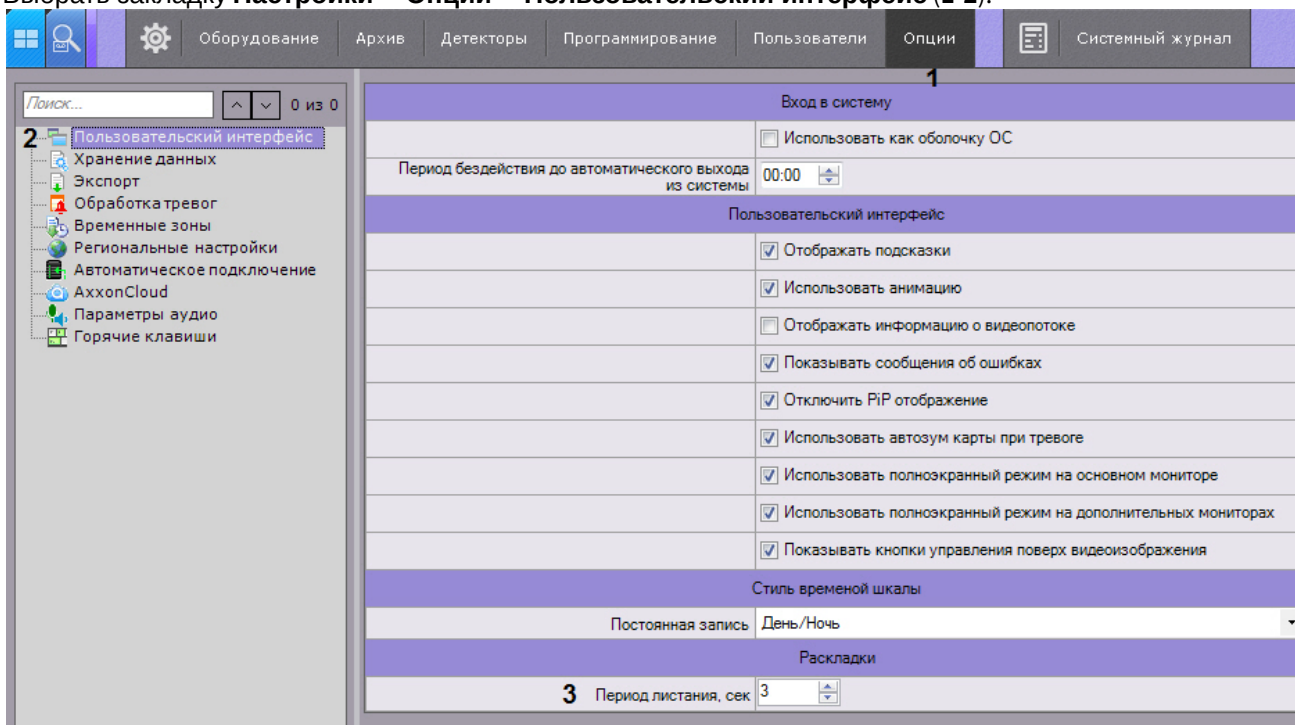 Выбрать закладку Настройки – Опции – Пользовательский интерфейс (1-2).
Оборудование Архив Детекторы Программирование Пользователи Опции Системный журнал
1
Поиск... 0 из 0
2 Пользовательский интерфейс
Хранение данных
Экспорт
Обработка тревог
Временные зоны
Региональные настройки
Автоматическое подключение
AxxonCloud
Параметры аудио
Горячие клавиши
Вход в систему
Использовать как оболочку ОС
Период бездействия до автоматического выхода
из системы 00:00
Пользовательский интерфейс
Отображать подсказки
Использовать анимацию
Отображать информацию о видеопотоке
Показывать сообщения об ошибках
Отключить PiP отображение
Использовать автозум карты при тревоге
Использовать полноэкранный режим на основном мониторе
Использовать полноэкранный режим на дополнительных мониторах
Показывать кнопки управления поверх видеоизображения
Стиль временой шкалы
Постоянная запись День/Ночь
Раскладки
3 Период листания, сек 3